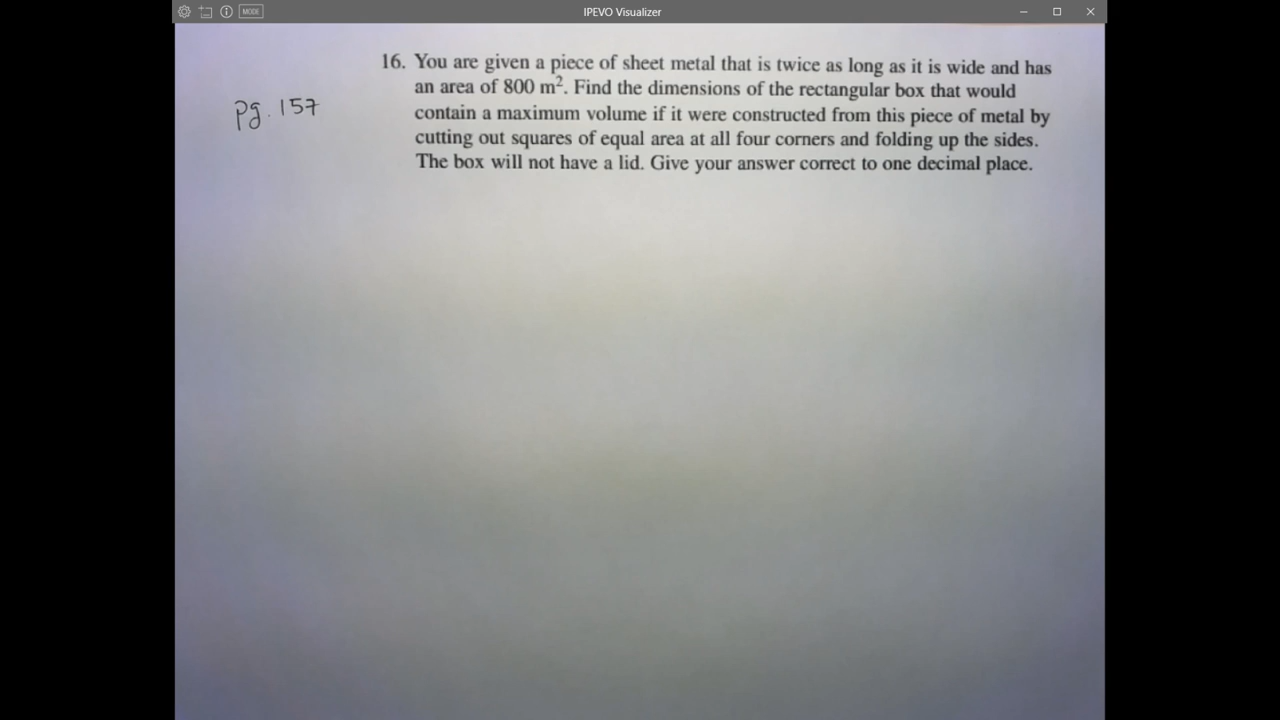 MODE
IPEVO Visualizer
pg. 157
16. You are given a piece of sheet metal that is twice as long as it is wide and has
an area of 800 m². Find the dimensions of the rectangular box that would
contain a maximum volume if it were constructed from this piece of metal by
cutting out squares of equal area at all four corners and folding up the sides.
The box will not have a lid. Give your answer correct to one decimal place.